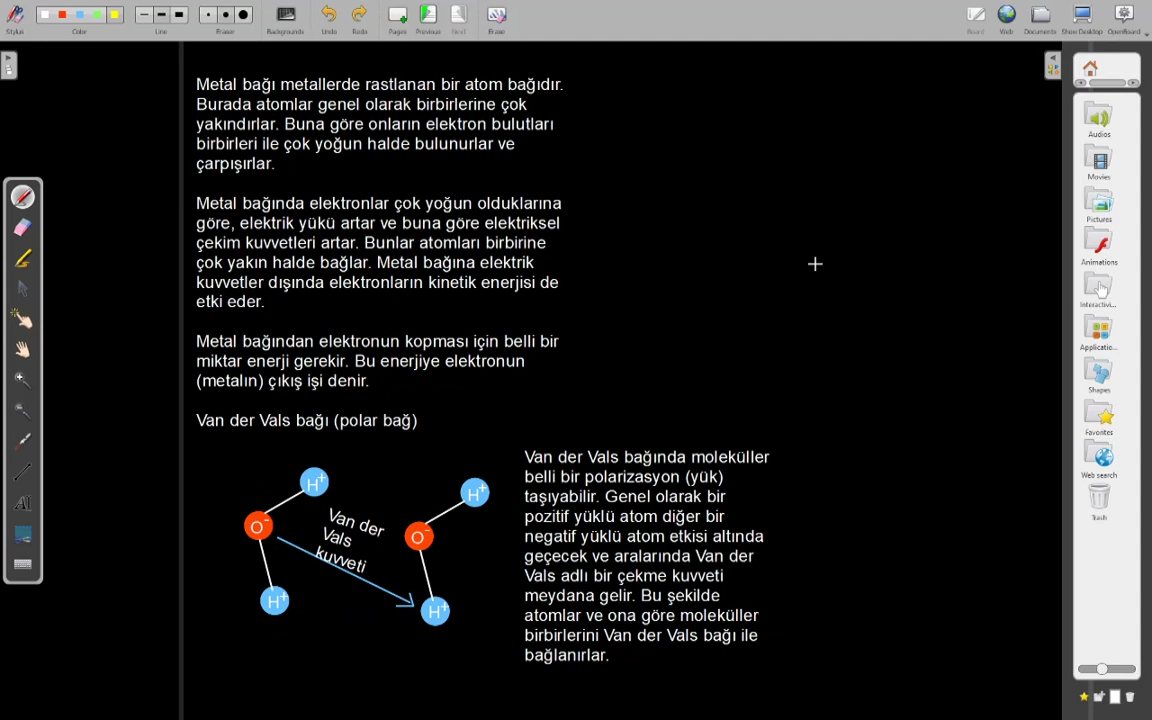 Stylus
Color
Line
Eraser
Backgrounds
Undo
Redo
Pages
Previous
Next
Erase
Board
Web
Documents
Show Desktop
OpenBoard
Metal bağı metallerde rastlanan bir atom bağıdır.
Burada atomlar genel olarak birbirlerine çok
yakındırlar. Buna göre onların elektron bulutları
birbirleri ile çok yoğun halde bulunurlar ve
çarpışırlar.
Metal bağında elektronlar çok yoğun olduklarına
göre, elektrik yükü artar ve buna göre elektriksel
çekim kuvvetleri artar. Bunlar atomları birbirine
çok yakın halde bağlar. Metal bağına elektrik
kuvvetler dışında elektronların kinetik enerjisi de
etki eder.
Metal bağından elektronun kopması için belli bir
miktar enerji gerekir. Bu enerjiye elektronun
(metalın) çıkış işi denir.
Van der Vals bağı (polar bağ)
H+
O-
H+
Van der
Vals
kuvveti
H+
O-
H+
Van der Vals bağında moleküller
belli bir polarizasyon (yük)
taşıyabilir. Genel olarak bir
pozitif yüklü atom diğer bir
negatif yüklü atom etkisi altında
geçecek ve aralarında Van der
Vals adlı bir çekme kuvveti
meydana gelir. Bu şekilde
atomlar ve ona göre moleküller
birbirlerini Van der Vals bağı ile
bağlanırlar.
AI
Audios
Movies
Pictures
Animations
Interactivi...
Applicatio...
Shapes
Favorites
Web search
Trash